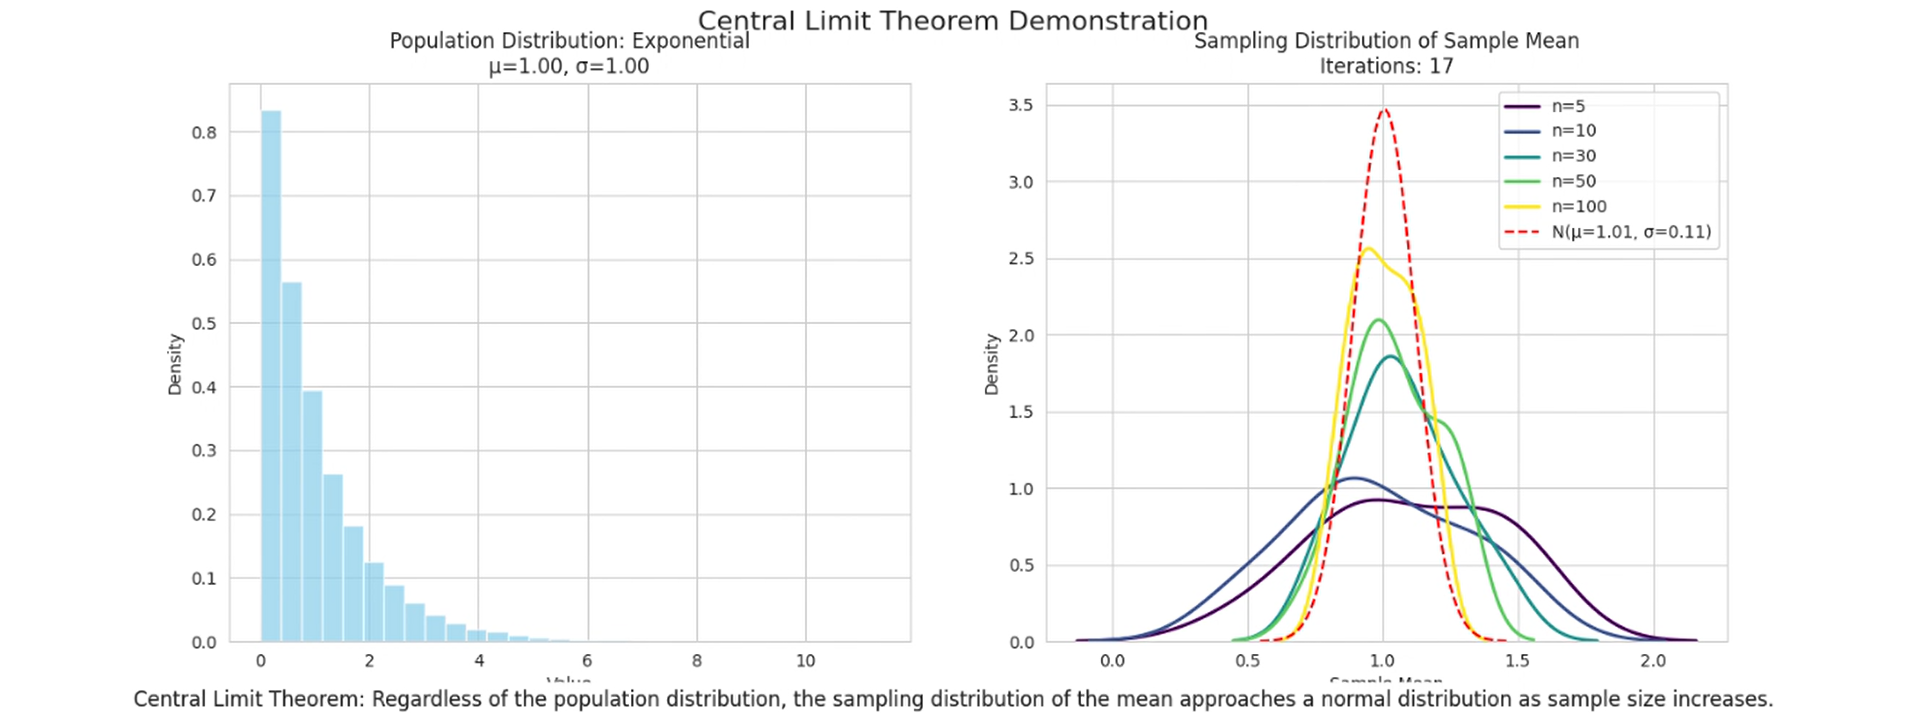 Central Limit Theorem Demonstration
Population Distribution: Exponential
μ=1.00, σ=1.00
0.8
0.7
0.6
0.5
0.4
0.3
0.2
0.1
0.0
Density
0 2 4 6 8 10
Value
Sampling Distribution of Sample Mean
Iterations: 17
3.5
3.0
2.5
2.0
1.5
1.0
0.5
0.0
Density
n=5
n=10
n=30
n=50
n=100
N(μ=1.01, σ=0.11)
0.0 0.5 1.0 1.5 2.0
Sample Mean
Central Limit Theorem: Regardless of the population distribution, the sampling distribution of the mean approaches a normal distribution as sample size increases.